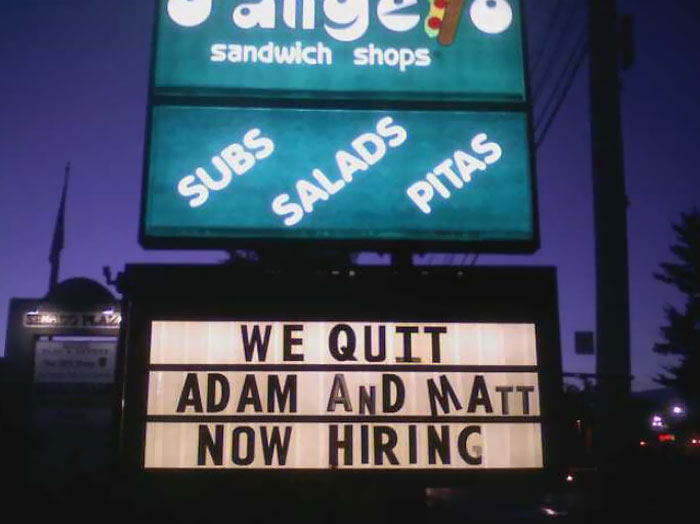 sandwich shops
SUBS
SALADS
PITAS
WE QUIT
ADAM AND MATT
NOW HIRING